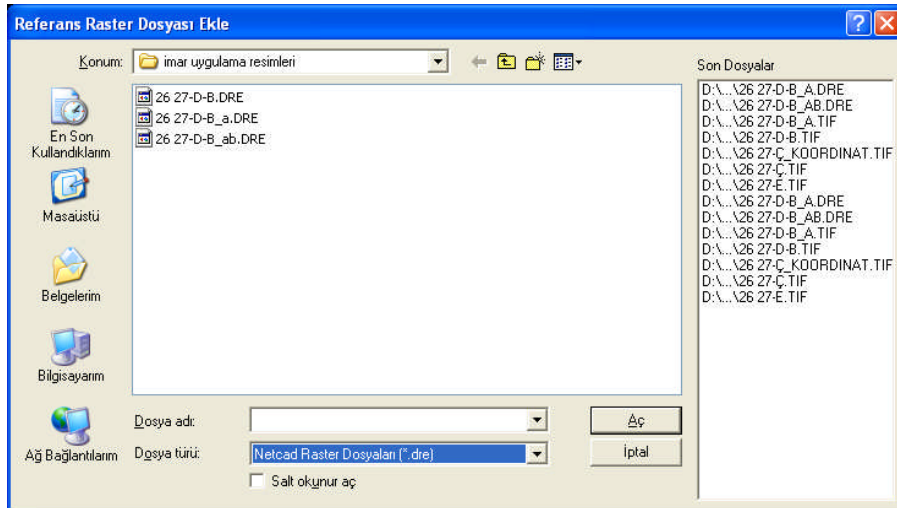 Referans Raster Dosyası Ekle
Konum:
imar uygulama resimleri
Son Dosyalar
26 27-D-B.DRE
26 27-D-B_a.DRE
26 27-D-B_ab.DRE
En Son
Kullandıklarım
Masaüstü
Belgelerim
Bilgisayarım
Ağ Bağlantılarım
D:\...\26 27-D-B_A.DRE
D:\...\26 27-D-B_AB.DRE
D:\...\26 27-D-B_A.TIF
D:\...\26 27-D-B.TIF
D:\...\26 27-Ç_KOORDINAT.TIF
D:\...\26 27-Ç.TIF
D:\...\26 27-E.TIF
D:\...\26 27-D-B_A.DRE
D:\...\26 27-D-B_AB.DRE
D:\...\26 27-D-B_A.TIF
D:\...\26 27-D-B.TIF
D:\...\26 27-Ç_KOORDINAT.TIF
D:\...\26 27-Ç.TIF
D:\...\26 27-E.TIF
Dosya adı:
Aç
Dosya türü:
Netcad Raster Dosyaları (*.dre)
İptal
Salt okunur aç